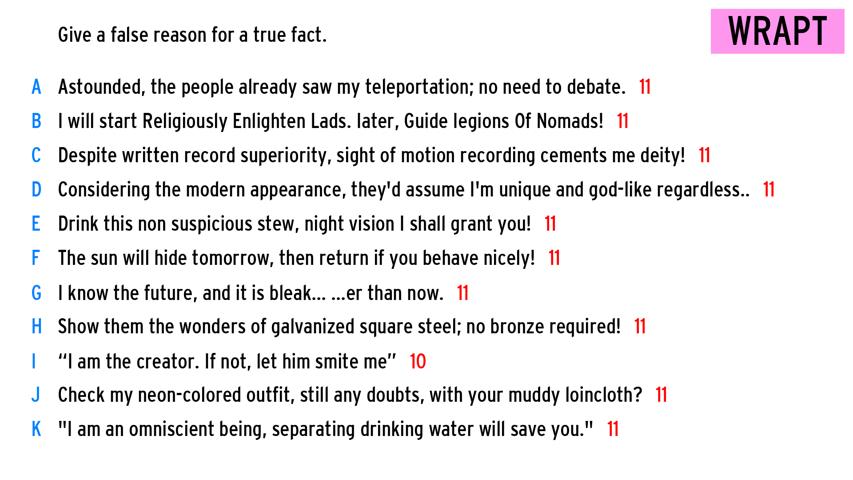 Give a false reason for a true fact.
WRAPT
A Astounded, the people already saw my teleportation; no need to debate. 11
B I will start Religiously Enlighten Lads. later, Guide legions Of Nomads! 11
C Despite written record superiority, sight of motion recording cements me deity! 11
D Considering the modern appearance, they'd assume I'm unique and god-like regardless.. 11
E Drink this non suspicious stew, night vision I shall grant you! 11
F The sun will hide tomorrow, then return if you behave nicely! 11
G I know the future, and it is bleak... ...er than now. 11
H Show them the wonders of galvanized square steel; no bronze required! 11
I “I am the creator. If not, let him smite me” 10
J Check my neon-colored outfit, still any doubts, with your muddy loincloth? 11
K "I am an omniscient being, separating drinking water will save you." 11